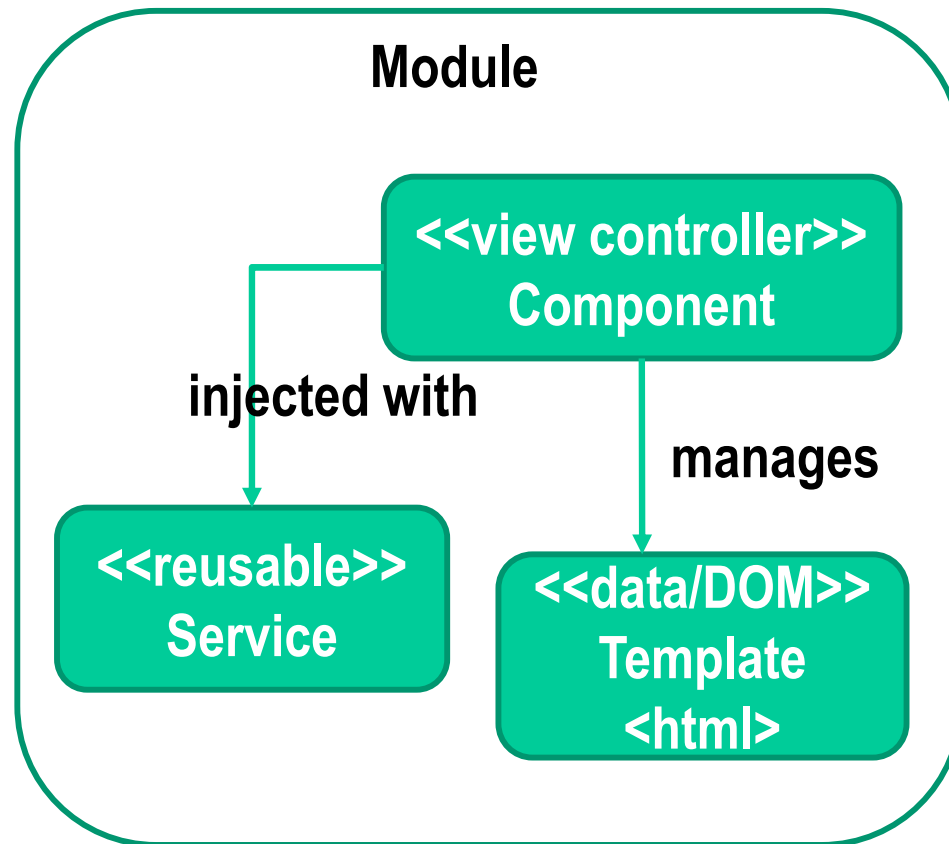 Module
<<view controller>>
Component
injected with
manages
<<reusable>>
Service
<<data/DOM>>
Template
<html>